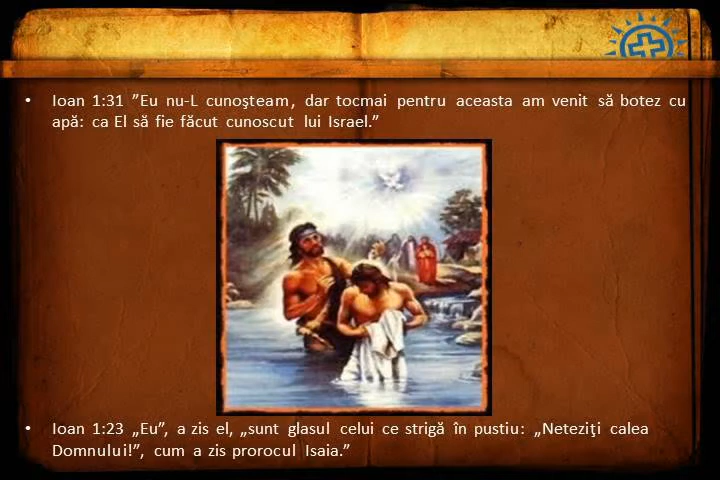 • Ioan 1:31 ”Eu nu-L cunoşteam, dar tocmai pentru aceasta am venit să botez cu
apă: ca El să fie făcut cunoscut lui Israel.”
• Ioan 1:23 „Eu”, a zis el, „sunt glasul celui ce strigă în pustiu: „Neteziţi calea
Domnului!”, cum a zis prorocul Isaia.”